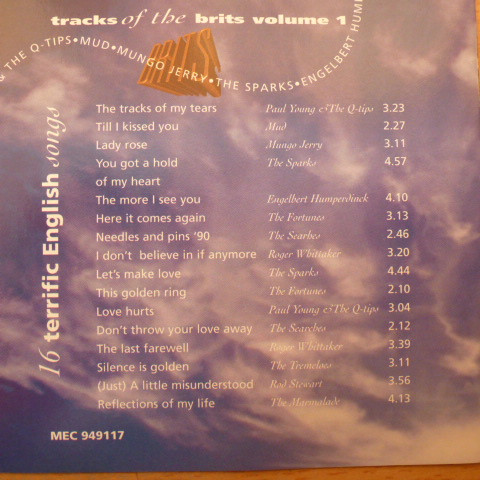 tracks of the brits volume 1
& THE Q-TIPS•MUD•MUNGO JERRY•THE SPARKS•ENGELBERT HUM
BRITS
16 terrific English songs
The tracks of my tears Paul Young & The Q-tips 3.23
Till I kissed you Mud 2.27
Lady rose Mungo Jerry 3.11
You got a hold The Sparks 4.57
of my heart
The more I see you Engelbert Humperdinck 4.10
Here it comes again The Fortunes 3.13
Needles and pins '90 The Seaches 2.46
I don't believe in if anymore Roger Whittaker 3.20
Let's make love The Sparks 4.44
This golden ring The Fortunes 2.10
Love hurts Paul Young &The Q-tips 3.04
Don't throw your love away The Seaches 2.12
The last farewell Roger Whittaker 3.39
Silence is golden The Tremeloes 3.11
(Just) A little misunderstood Rod Stewart 3.56
Reflections of my life The Marmalade 4.13
MEC 949117